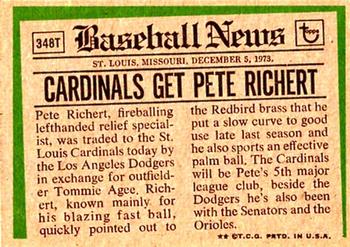 348T
Baseball News
Topps
ST. LOUIS, MISSOURI, DECEMBER 5, 1973.
CARDINALS GET PETE RICHERT
Pete Richert, fireballing
lefthanded relief special-
ist, was traded to the St.
Louis Cardinals today by
the Los Angeles Dodgers
in exchange for outfield-
er Tommie Agee. Rich-
ert, known mainly for
his blazing fast ball,
quickly pointed out to
the Redbird brass that he
put a slow curve to good
use late last season and
he also sports an effective
palm ball. The Cardinals
will be Pete's 5th major
league club, beside the
Dodgers he's also been
with the Senators and the
Orioles.
** ©T.C.G. PRTD. IN U.S.A.